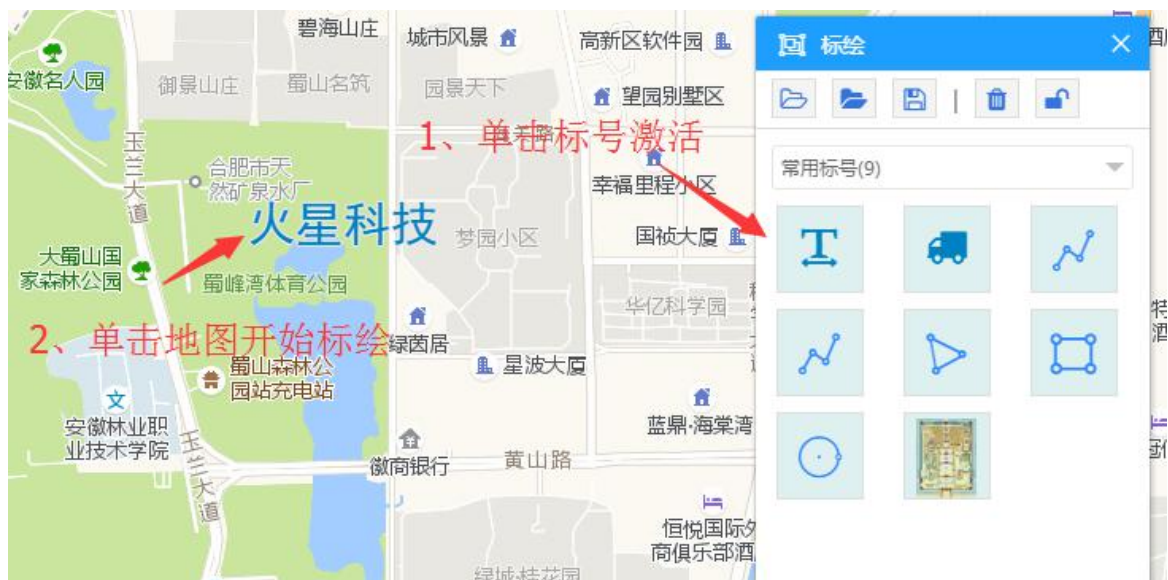 碧海山庄
城市风景
高新区软件园
标绘
安徽名人园
御景山庄
蜀山名筑
园景天下
望园别墅区
1、单击标号激活
玉兰大道
合肥市天
然矿泉水厂
常用标号(9)
幸福里程小区
火星科技
梦园小区
国祯大厦
大蜀山国
家森林公园
蜀峰湾体育公园
华亿科学园
2、单击地图开始标绘
绿茵居
星波大厦
蜀山森林公
园站充电站
文
安徽林业职
业技术学院
蓝鼎·海棠湾
玉兰大道
徽商银行
黄山路
恒悦国际
商俱乐部酒
绿城·桂花园